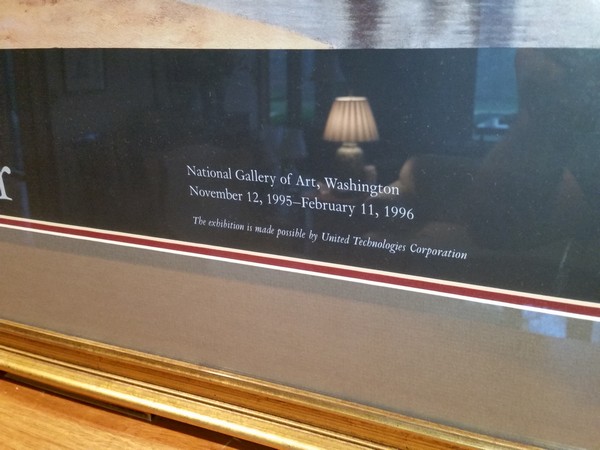 r
National Gallery of Art, Washington
November 12, 1995–February 11, 1996
The exhibition is made possible by United Technologies Corporation